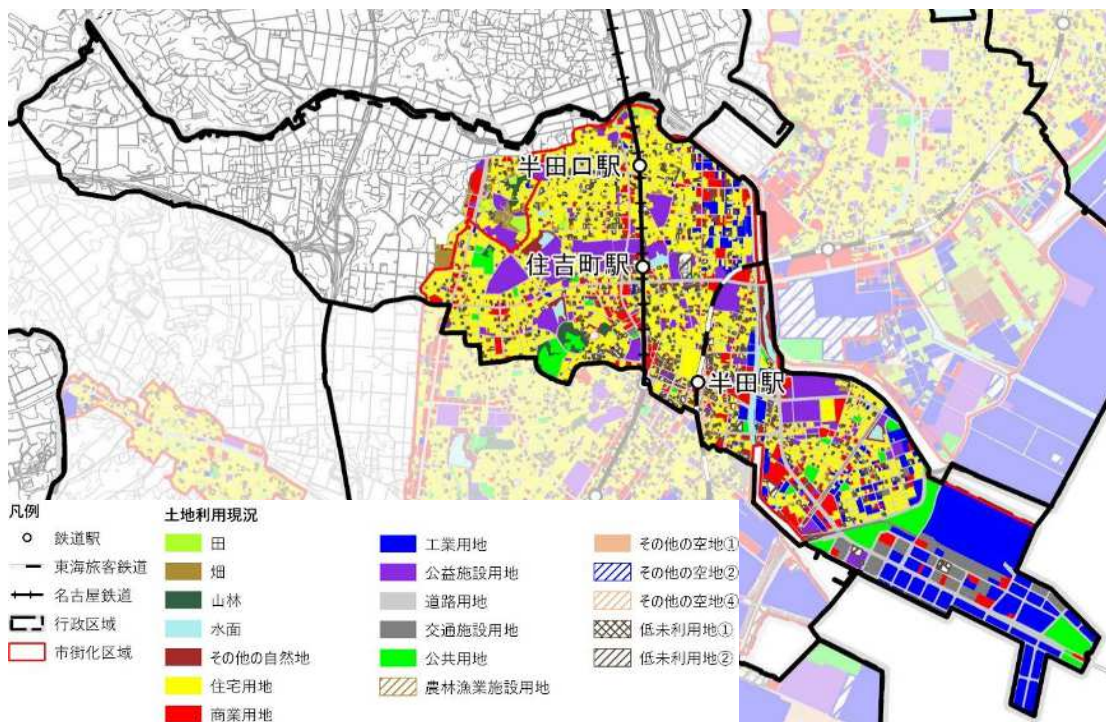 半田口駅
住吉町駅
半田駅
凡例
鉄道駅
東海旅客鉄道
名古屋鉄道
行政区域
市街化区域
土地利用現況
田
畑
山林
水面
その他の自然地
住宅用地
商業用地
工業用地
公益施設用地
道路用地
交通施設用地
公共用地
農林漁業施設用地
その他の空地①
その他の空地②
その他の空地④
低未利用地①
低未利用地②